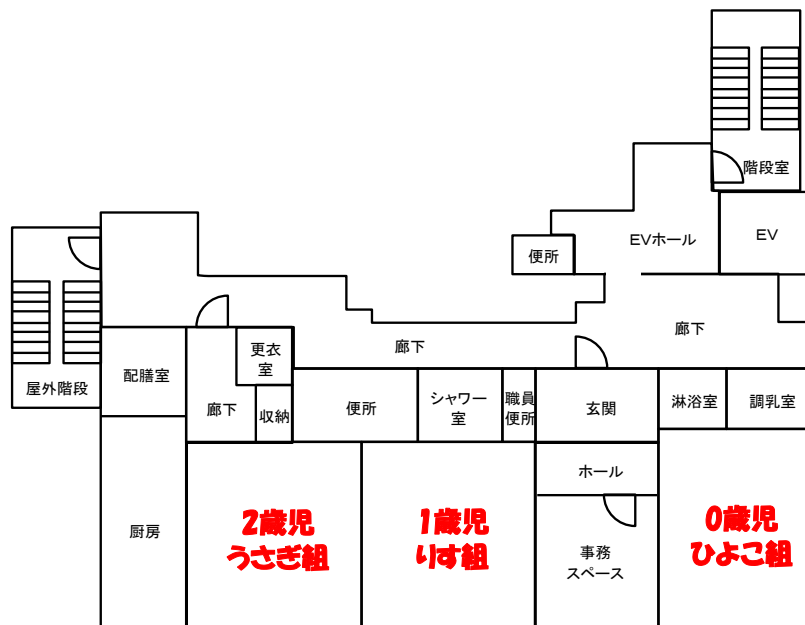 階段室
EVホール
EV
便所
廊下
廊下
屋外階段
配膳室
更衣
室
廊下
収納
便所
シャワー
室
職員
便所
玄関
淋浴室
調乳室
ホール
厨房
2歳児
うさぎ組
1歳児
りす組
事務
スペース
0歳児
ひよこ組